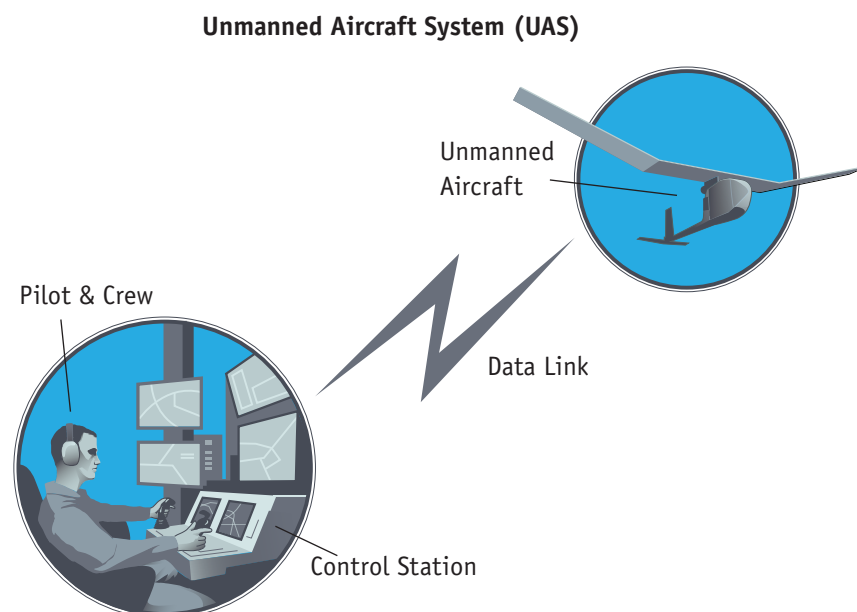 Unmanned Aircraft System (UAS)
Unmanned
Aircraft
Pilot & Crew
Data Link
Control Station